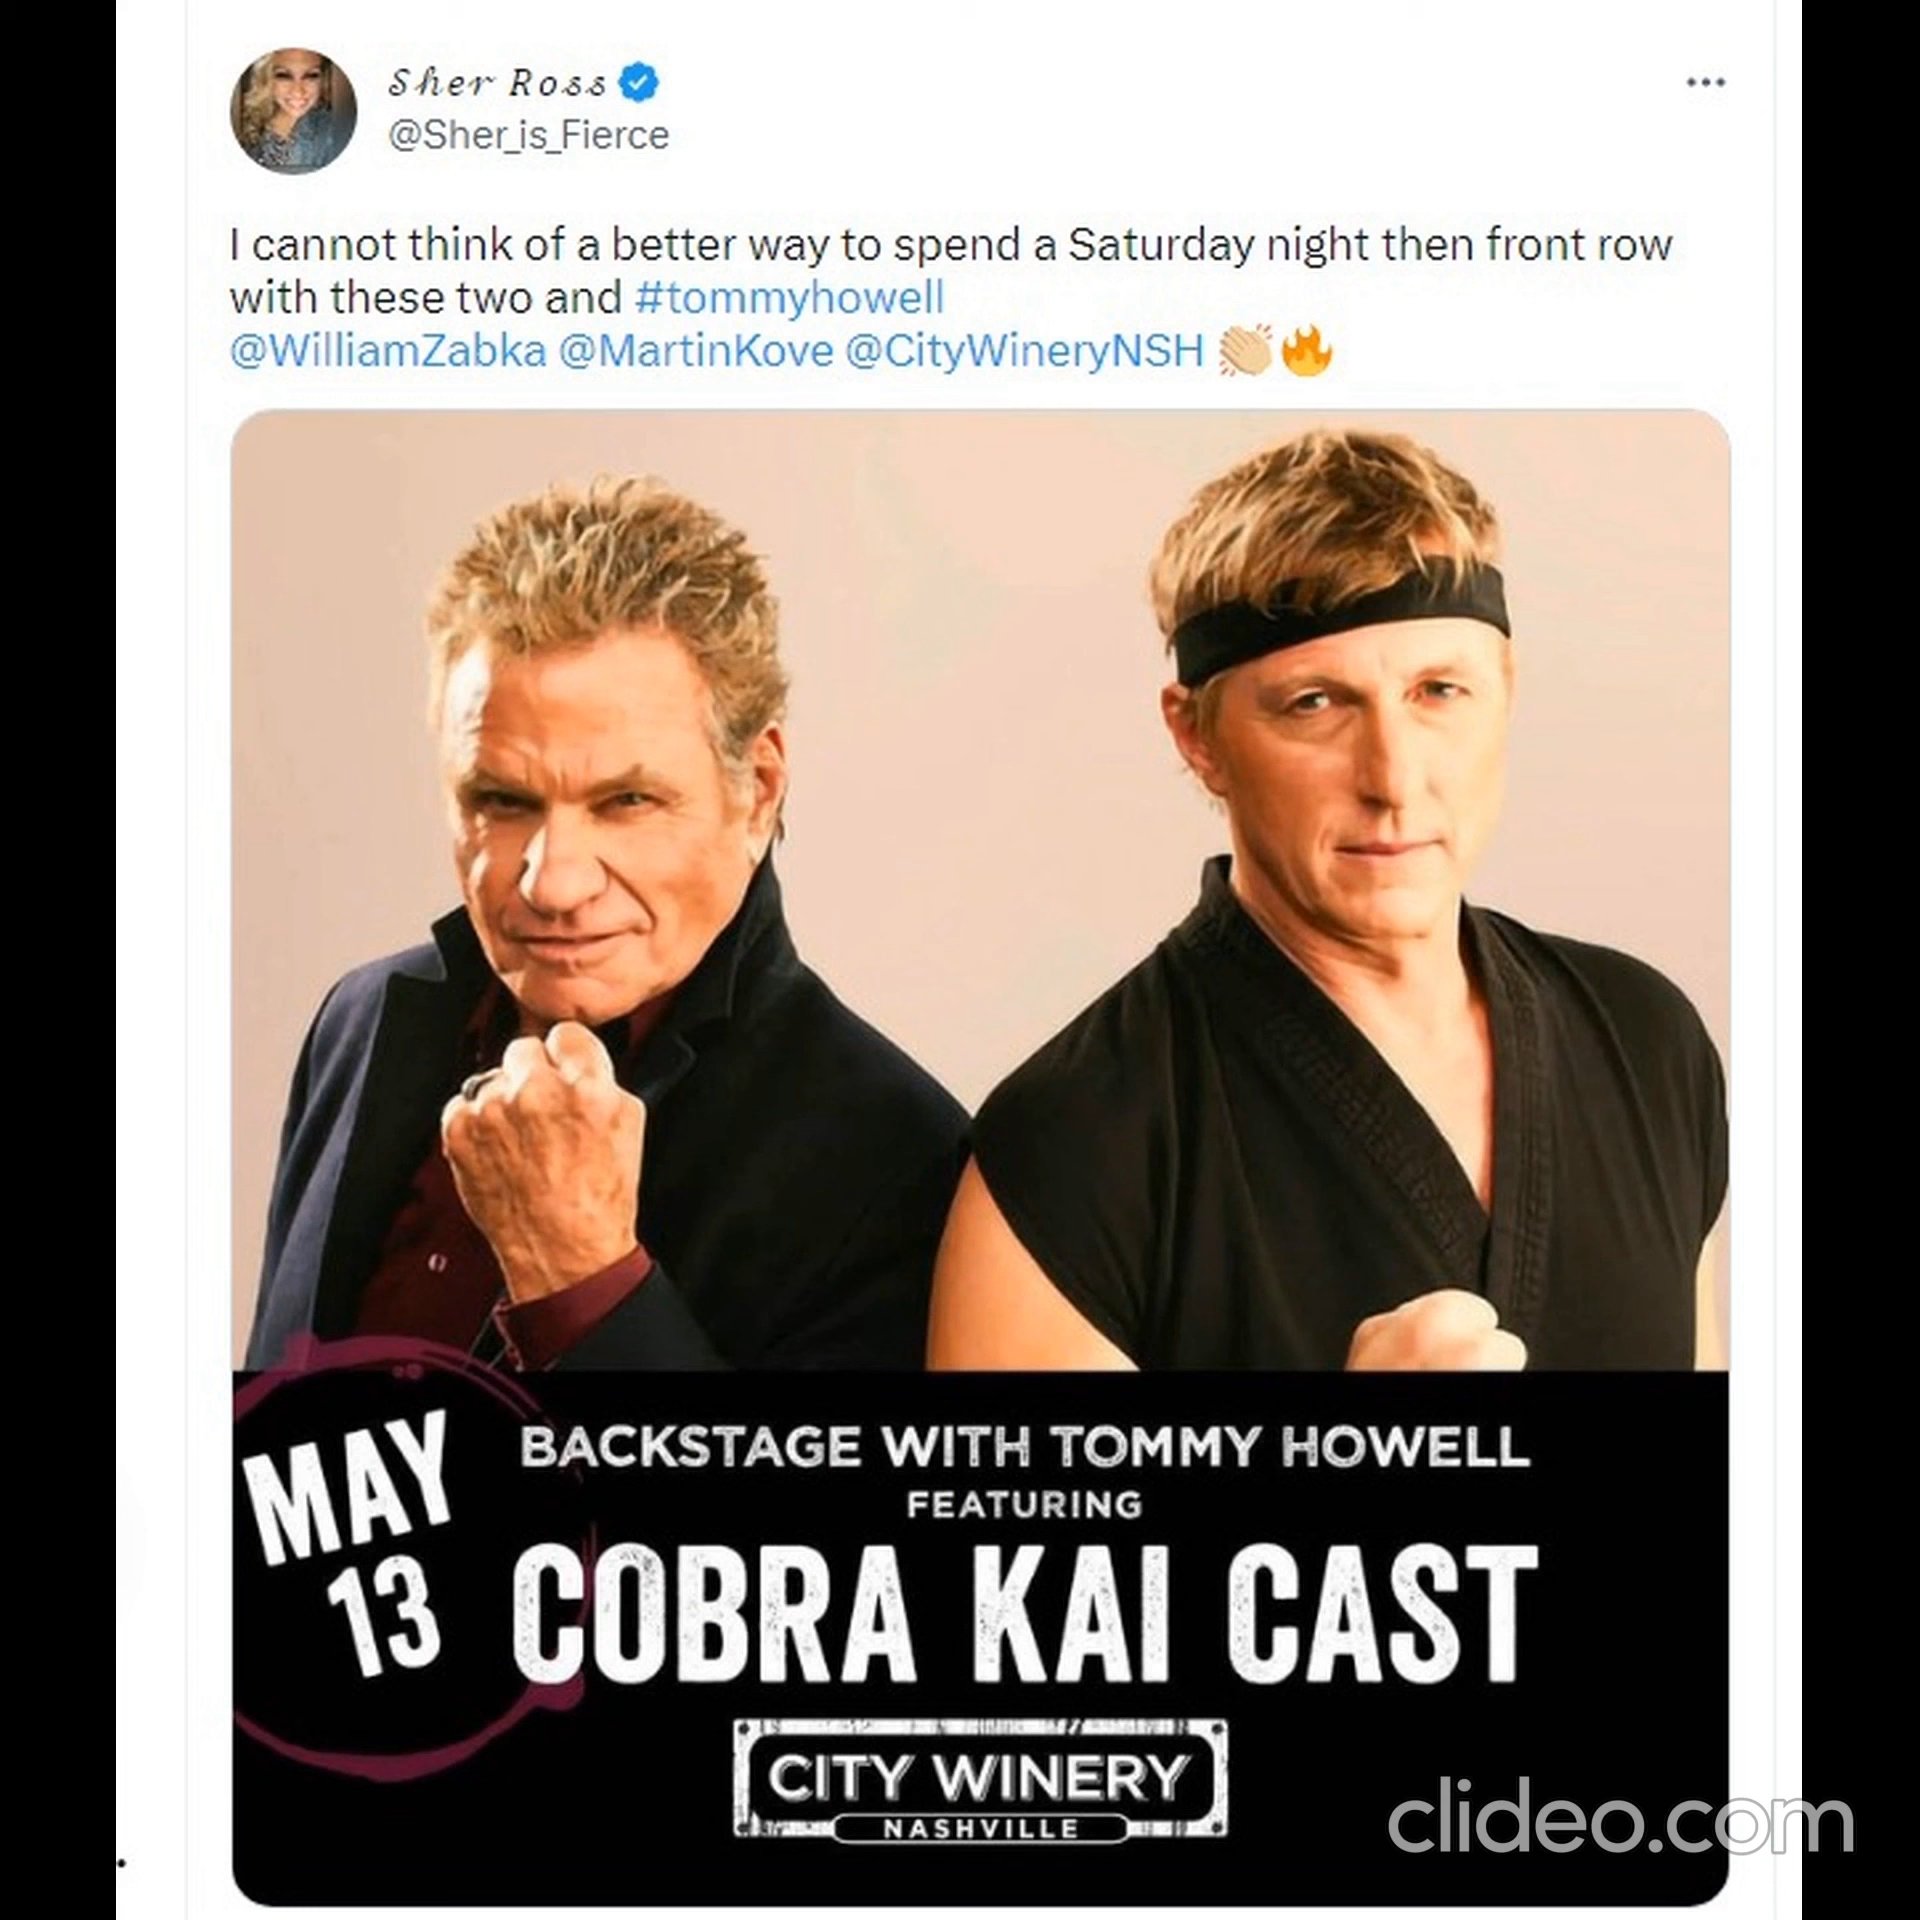 Sher Ross
@Sher_is_Fierce
I cannot think of a better way to spend a Saturday night then front row
with these two and #tommyhowell
@WilliamZabka @MartinKove @CityWineryNSH 👏🏼🔥
MAY
13
BACKSTAGE WITH TOMMY HOWELL
FEATURING
COBRA KAI CAST
CITY WINERY
NASHVILLE
clideo.com